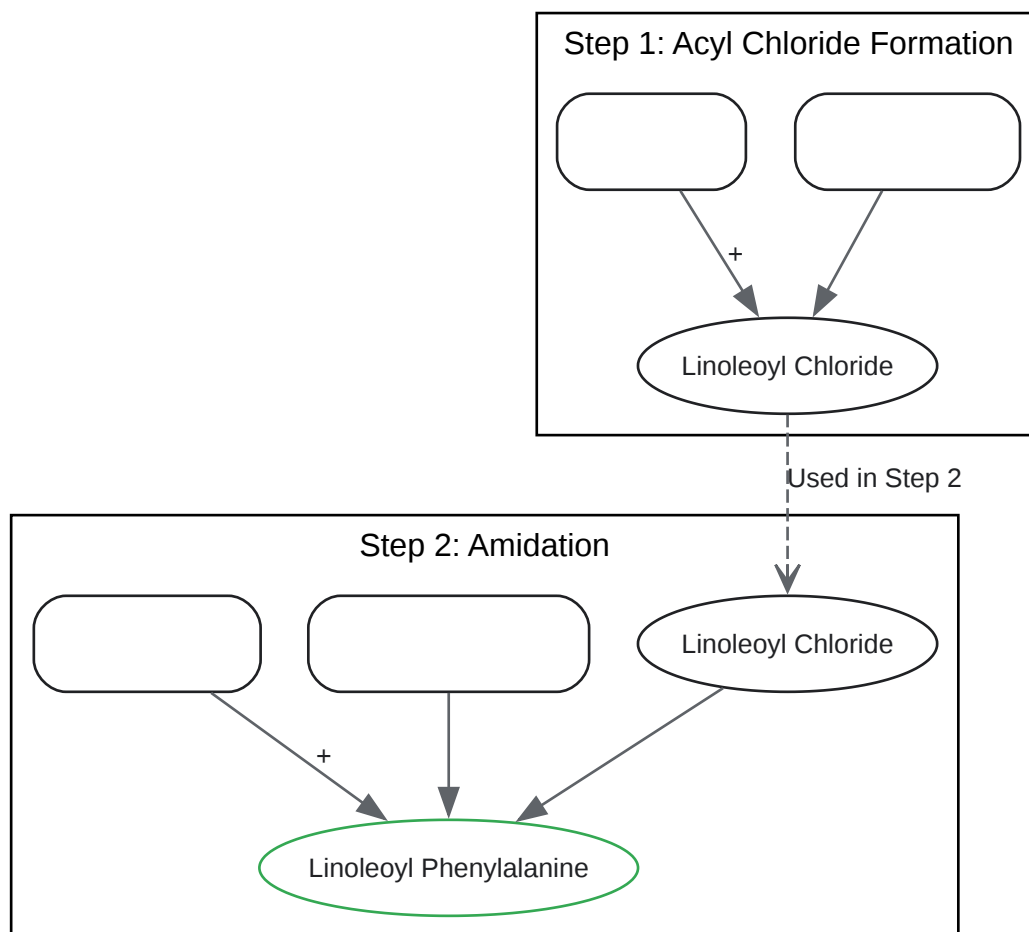 Step 1: Acyl Chloride Formation
+
Linoleoyl Chloride
Used in Step 2
Step 2: Amidation
Linoleoyl Chloride
+
Linoleoyl Phenylalanine